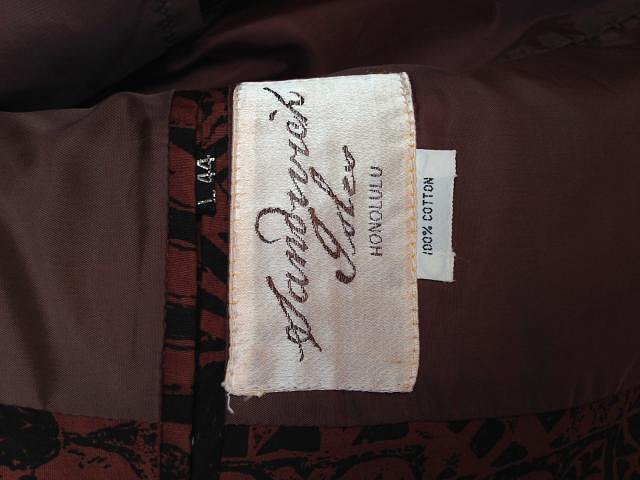 Sandwich
Isles
HONOLULU
100% COTTON
L 44